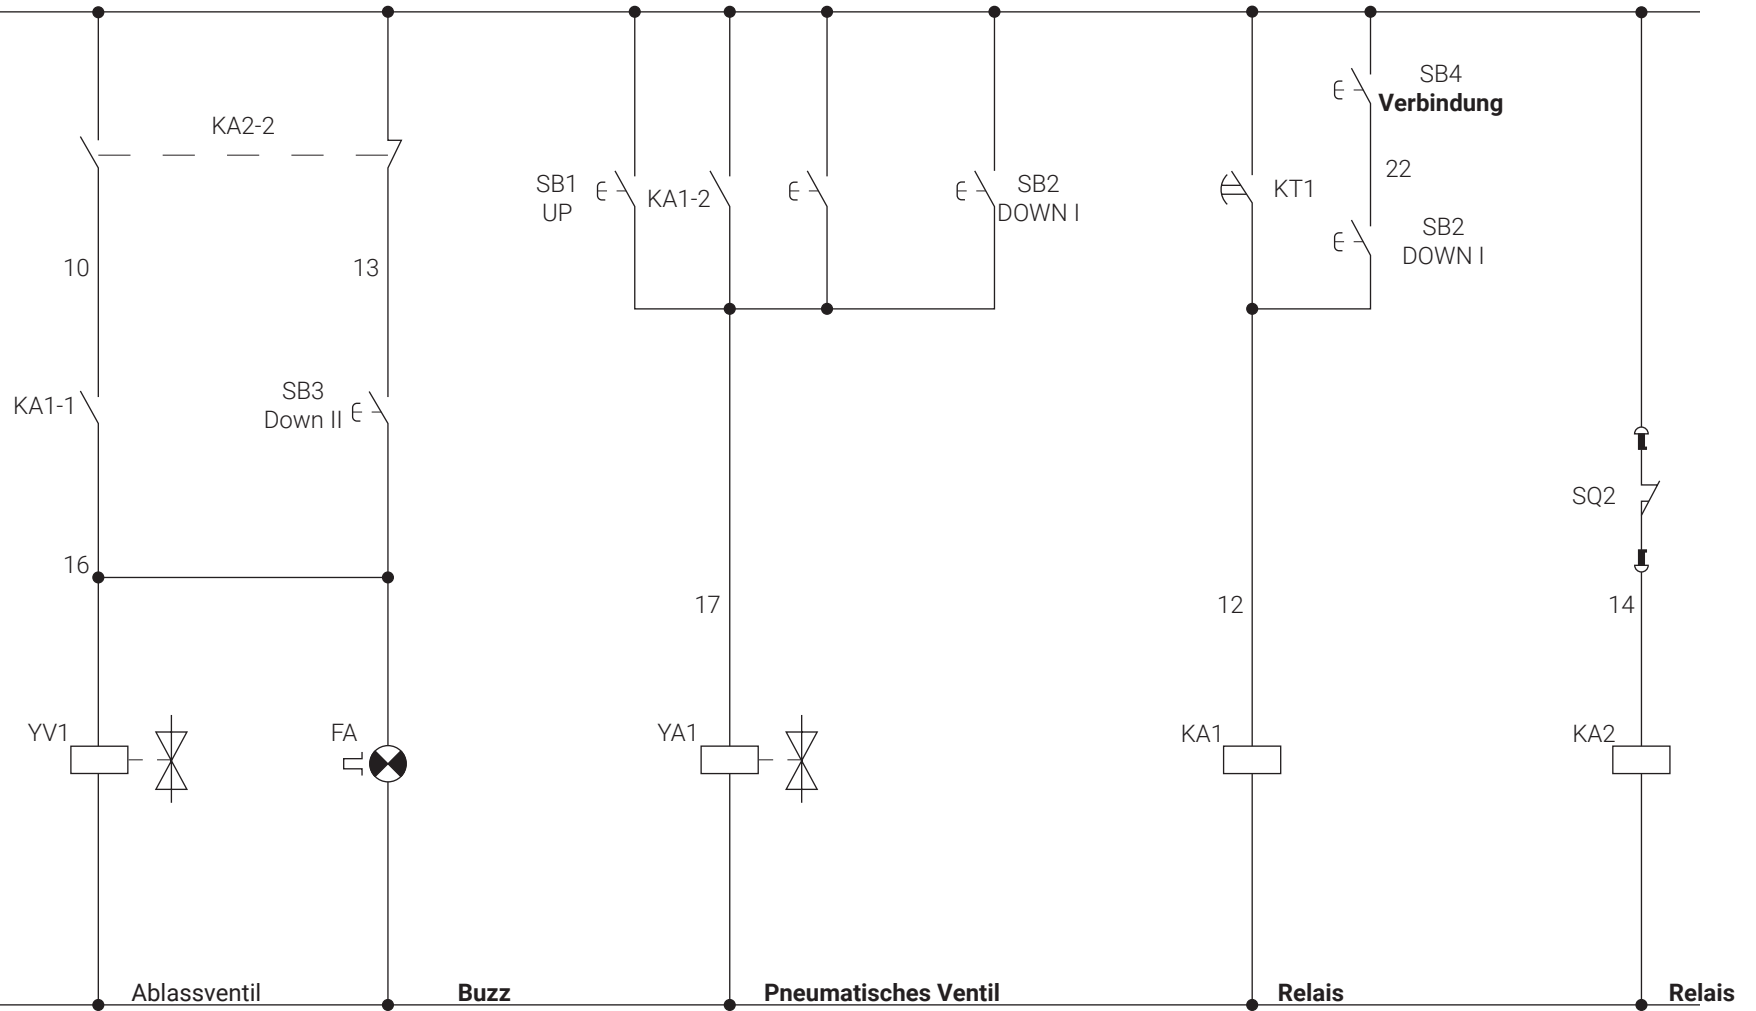 SB4
Verbindung
KA2-2
22
SB1
UP
KA1-2
SB2
DOWN I
KT1
SB2
DOWN I
10
13
KA1-1
SB3
Down II
SQ2
16
17
12
14
YV1
FA
YA1
KA1
KA2
Ablassventil
Buzz
Pneumatisches Ventil
Relais
Relais